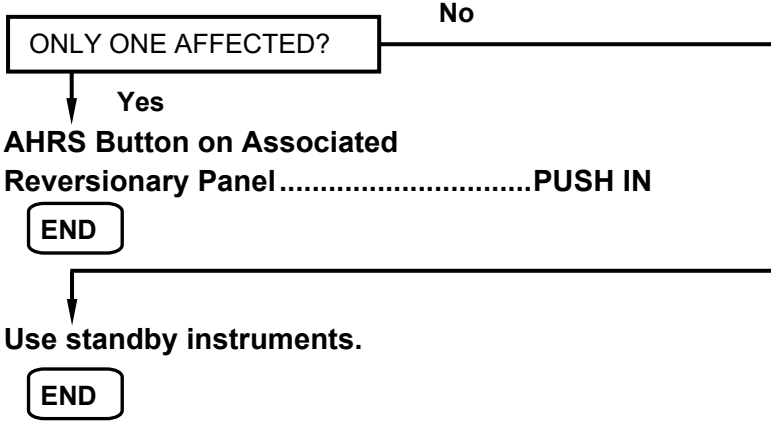 No
ONLY ONE AFFECTED?
Yes
AHRS Button on Associated
Reversionary Panel...............................PUSH IN
END
Use standby instruments.
END